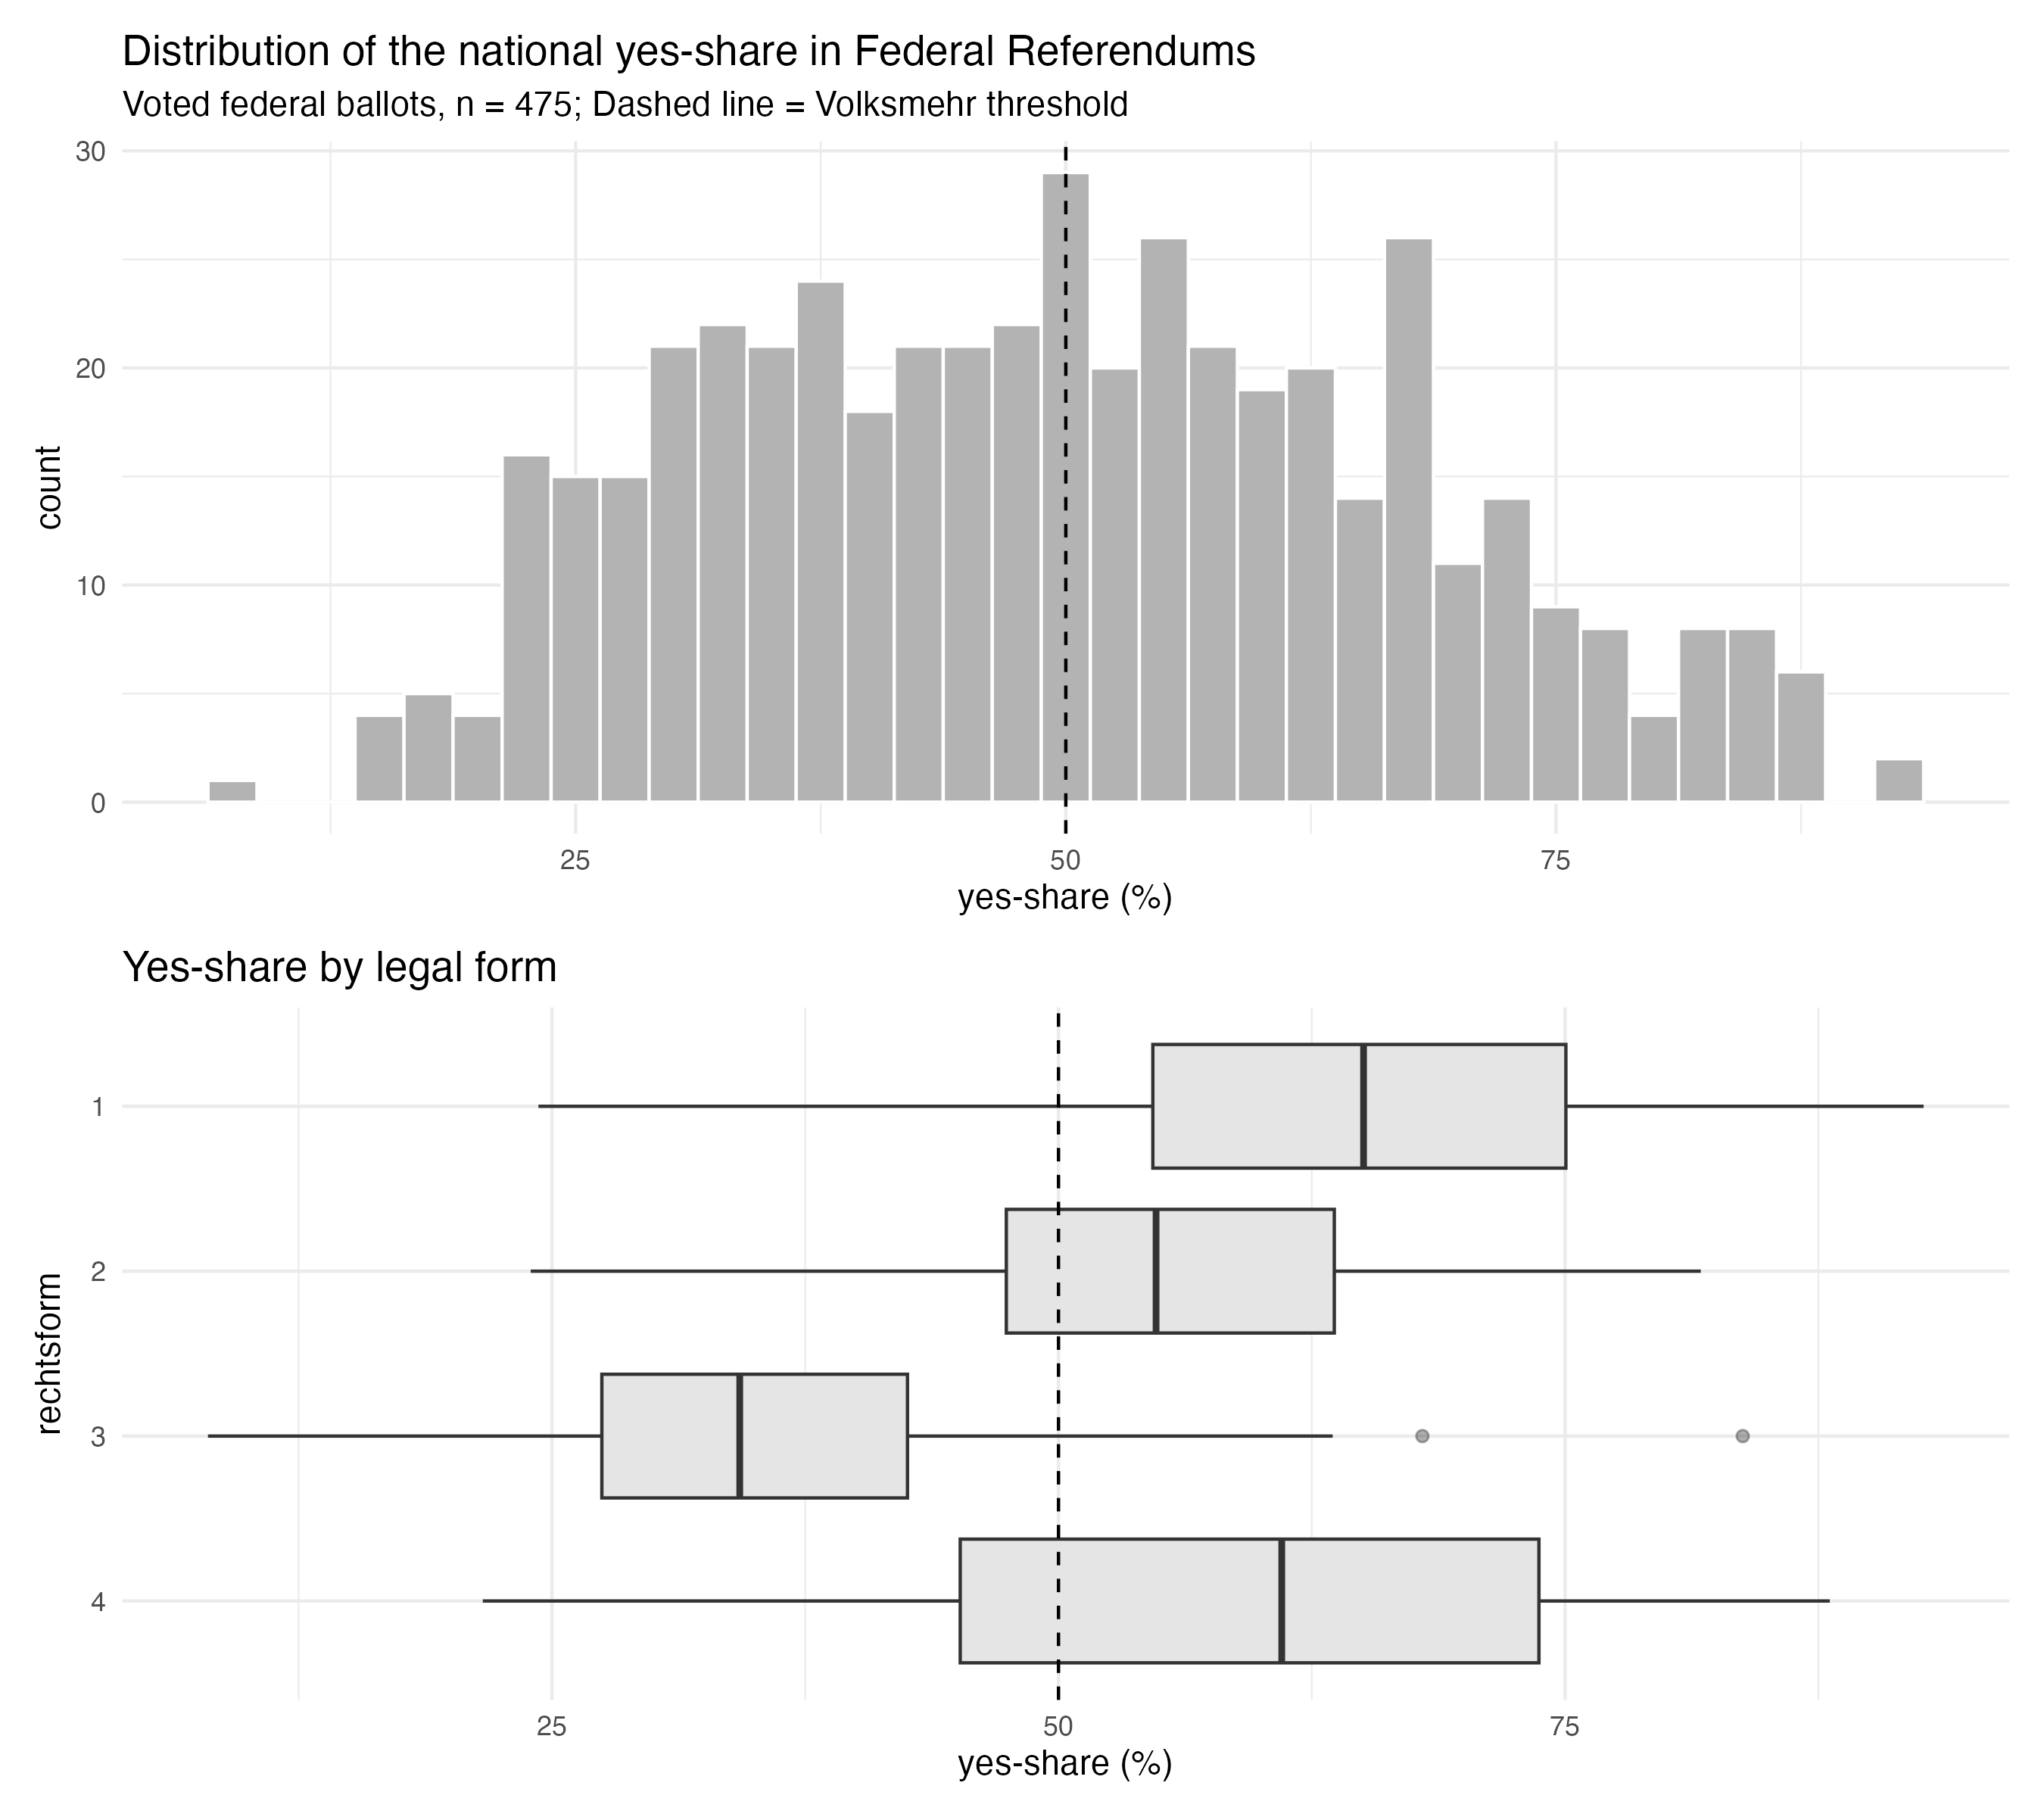 Distribution of the national yes-share in Federal Referendums
Voted federal ballots, n = 475; Dashed line = Volksmehr threshold
30
20
10
0
count
25 50 75
yes-share (%)
Yes-share by legal form
1
2
3
4
rechtsform
25 50 75
yes-share (%)